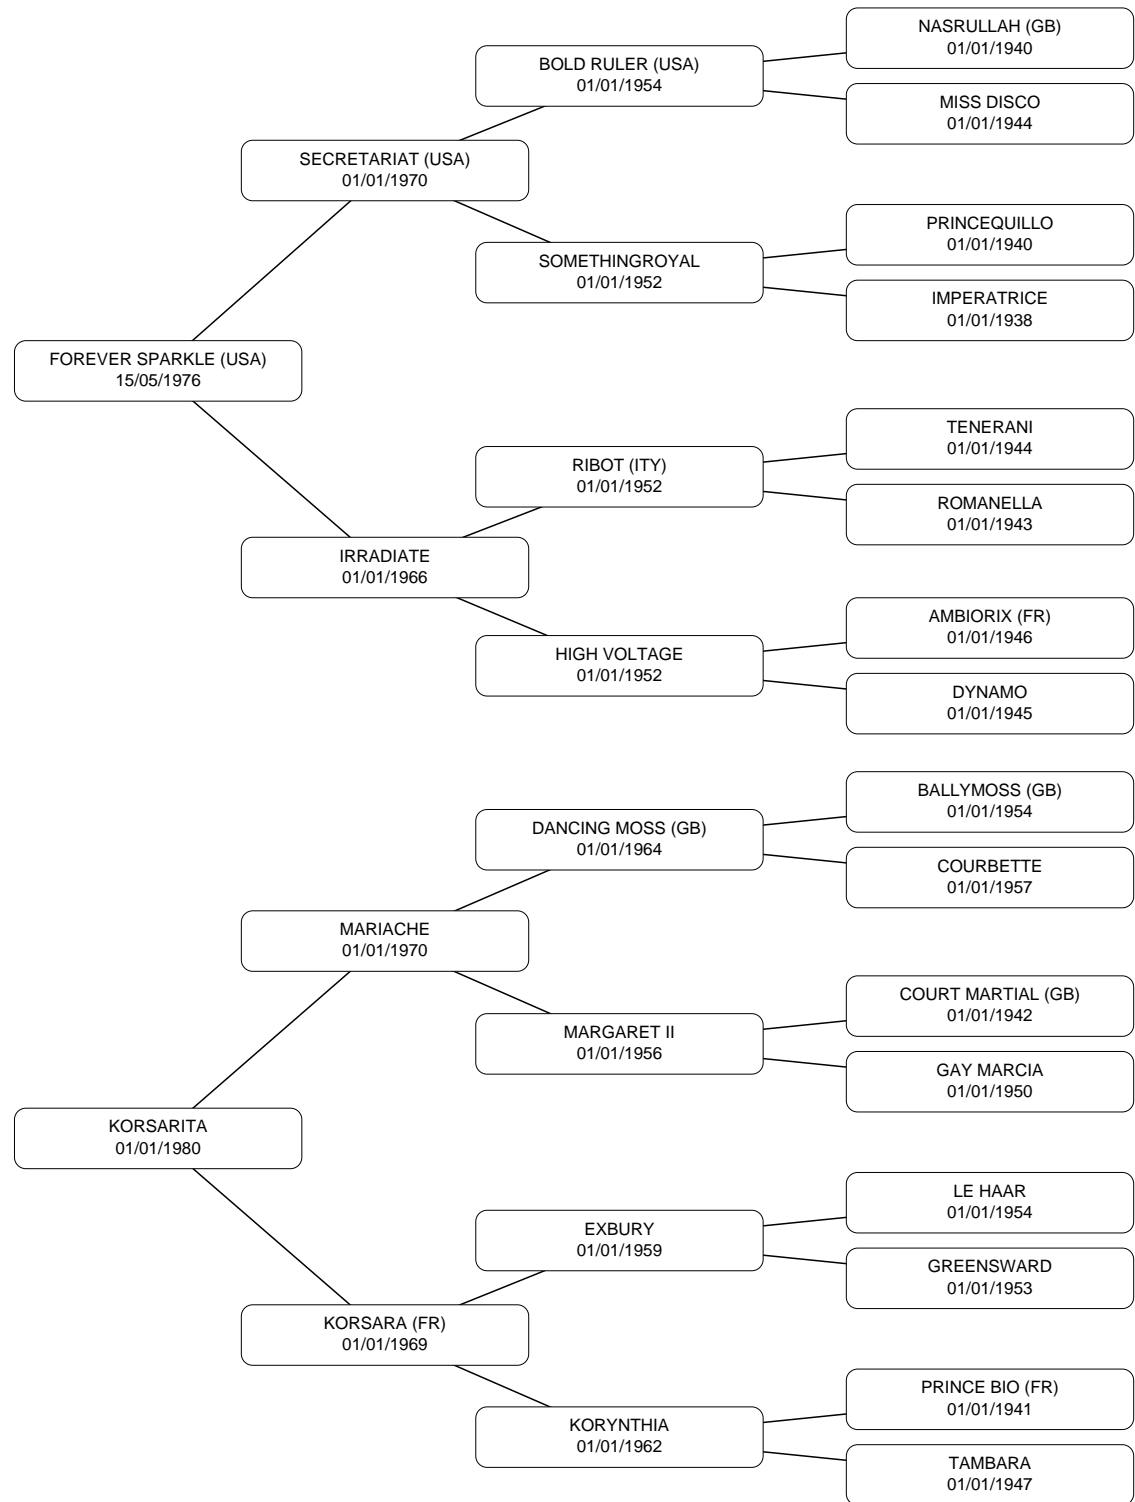 NASRULLAH (GB)
01/01/1940
BOLD RULER (USA)
01/01/1954
MISS DISCO
01/01/1944
SECRETARIAT (USA)
01/01/1970
PRINCEQUILLO
01/01/1940
SOMETHINGROYAL
01/01/1952
IMPERATRICE
01/01/1938
FOREVER SPARKLE (USA)
15/05/1976
TENERANI
01/01/1944
RIBOT (ITY)
01/01/1952
ROMANELLA
01/01/1943
IRRADIATE
01/01/1966
AMBIORIX (FR)
01/01/1946
HIGH VOLTAGE
01/01/1952
DYNAMO
01/01/1945
BALLYMOSS (GB)
01/01/1954
DANCING MOSS (GB)
01/01/1964
COURBETTE
01/01/1957
MARIACHE
01/01/1970
COURT MARTIAL (GB)
01/01/1942
MARGARET II
01/01/1956
GAY MARCIA
01/01/1950
KORSARITA
01/01/1980
LE HAAR
01/01/1954
EXBURY
01/01/1959
GREENSWARD
01/01/1953
KORSARA (FR)
01/01/1969
PRINCE BIO (FR)
01/01/1941
KORYNTHIA
01/01/1962
TAMBARA
01/01/1947